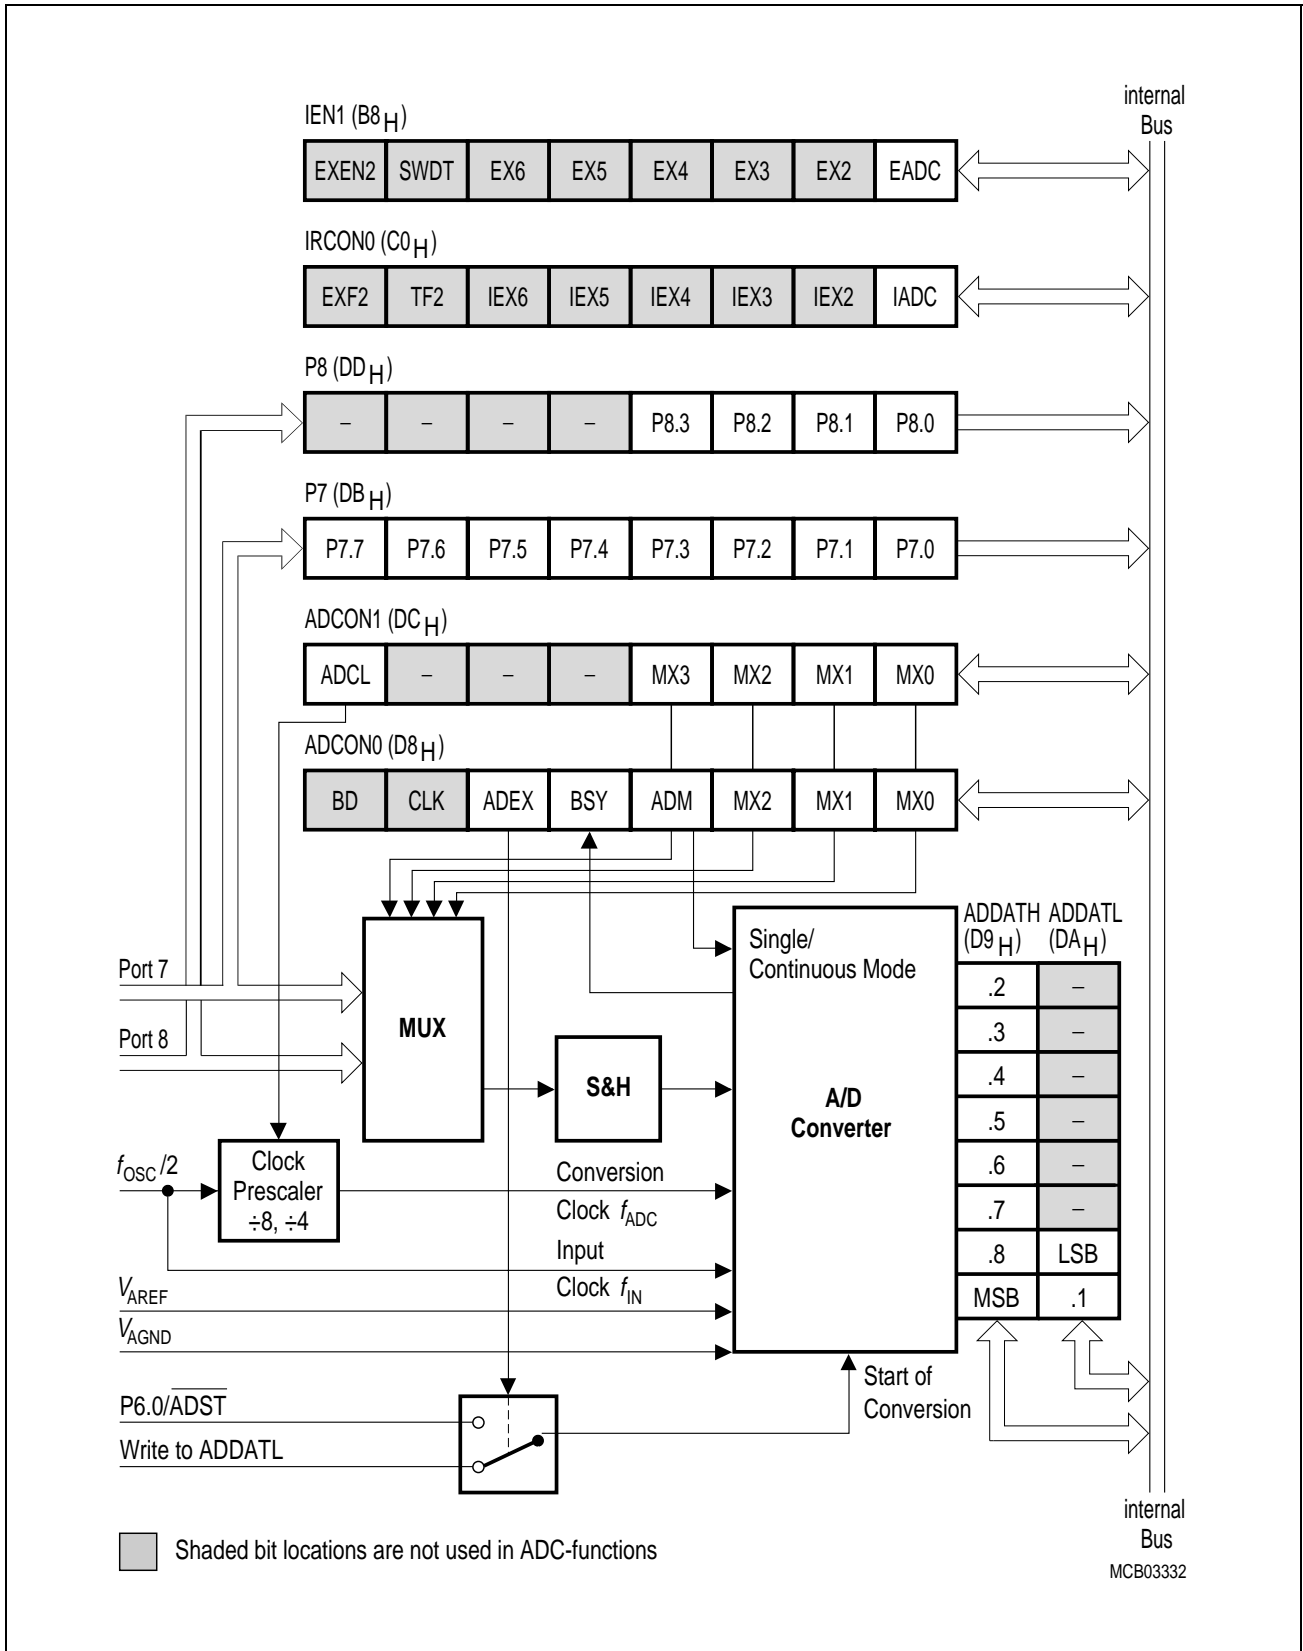 internal
Bus
IEN1 (B8H)
EXEN2 SWDT EX6 EX5 EX4 EX3 EX2 EADC
IRCON0 (C0H)
EXF2 TF2 IEX6 IEX5 IEX4 IEX3 IEX2 IADC
P8 (DDH)
– – – – P8.3 P8.2 P8.1 P8.0
P7 (DBH)
P7.7 P7.6 P7.5 P7.4 P7.3 P7.2 P7.1 P7.0
ADCON1 (DCH)
ADCL – – – MX3 MX2 MX1 MX0
ADCON0 (D8H)
BD CLK ADEX BSY ADM MX2 MX1 MX0
Port 7
Port 8
MUX
S&H
Single/
Continuous Mode
A/D
Converter
ADDATH ADDATL
(D9H) (DAH)
.2 –
.3 –
.4 –
.5 –
.6 –
.7 –
.8 LSB
MSB .1
fOSC/2
Clock
Prescaler
÷8, ÷4
Conversion
Clock fADC
Input
Clock fIN
VAREF
VAGND
P6.0/A̅D̅S̅T̅
Write to ADDATL
Start of
Conversion
Shaded bit locations are not used in ADC-functions
internal
Bus
MCB03332